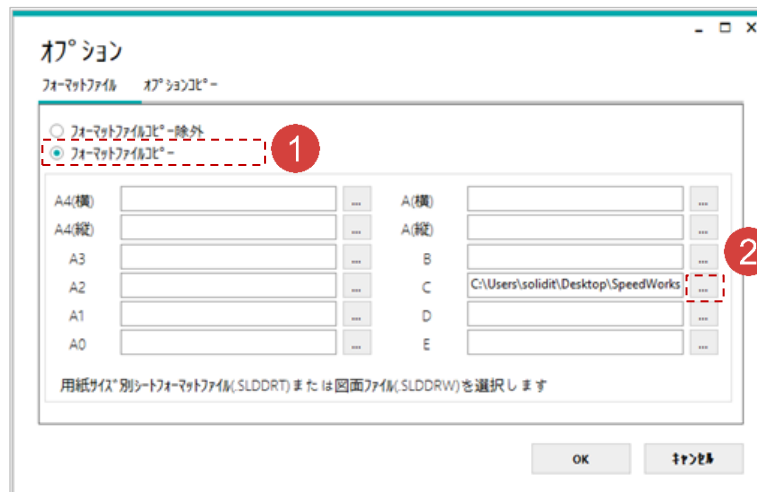 オプション
フォーマットファイル オプションコピー
フォーマットファイルコピー除外
フォーマットファイルコピー
1
A4(横) ... A(横) ...
A4(縦) ... A(縦) ...
A3 ... B ...
2
A2 ... C C:\Users\solidit\Desktop\SpeedWorks ...
A1 ... D ...
A0 ... E ...
用紙サイズ別シートフォーマットファイル(.SLDDRT)または図面ファイル(.SLDDRW)を選択します
OK キャンセル